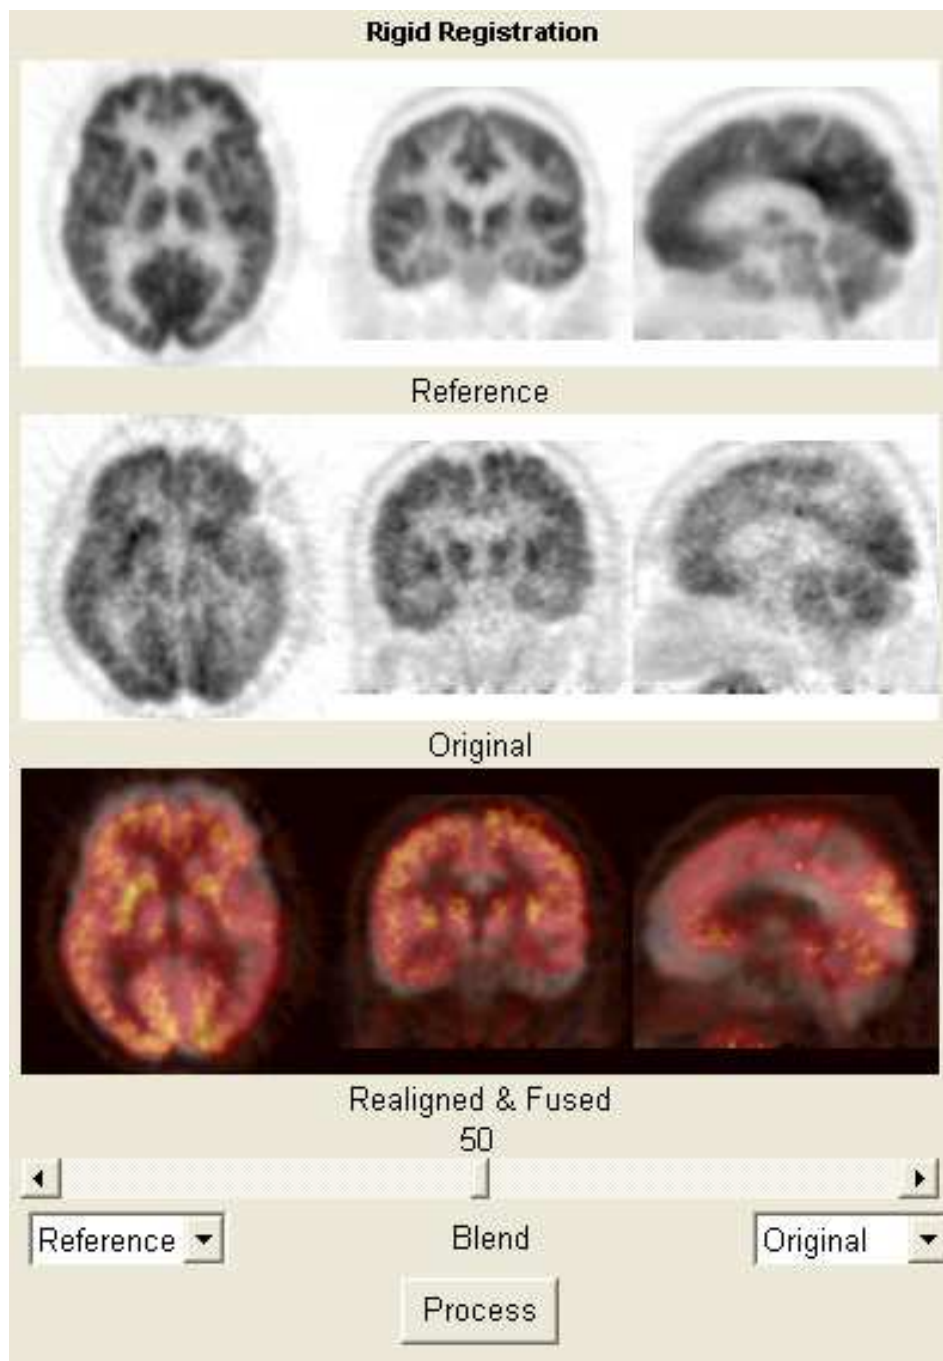 Rigid Registration
Reference
Original
Realigned & Fused
50
Reference
Blend
Original
Process